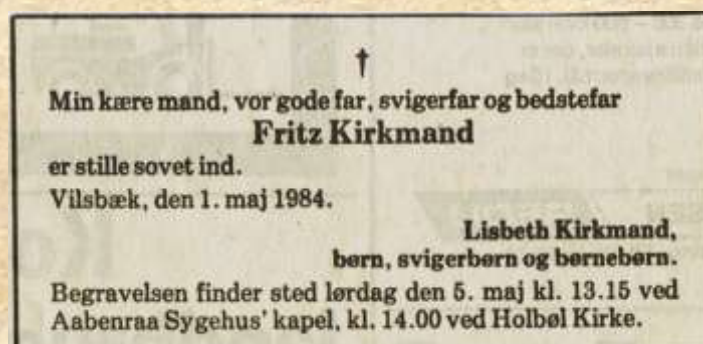 †
Min kære mand, vor gode far, svigerfar og bedstefar
Fritz Kirkmand
er stille sovet ind.
Vilsbæk, den 1. maj 1984.
Lisbeth Kirkmand,
børn, svigerbørn og børnebørn.
Begravelsen finder sted lørdag den 5. maj kl. 13.15 ved
Aabenraa Sygehus' kapel, kl. 14.00 ved Holbøl Kirke.